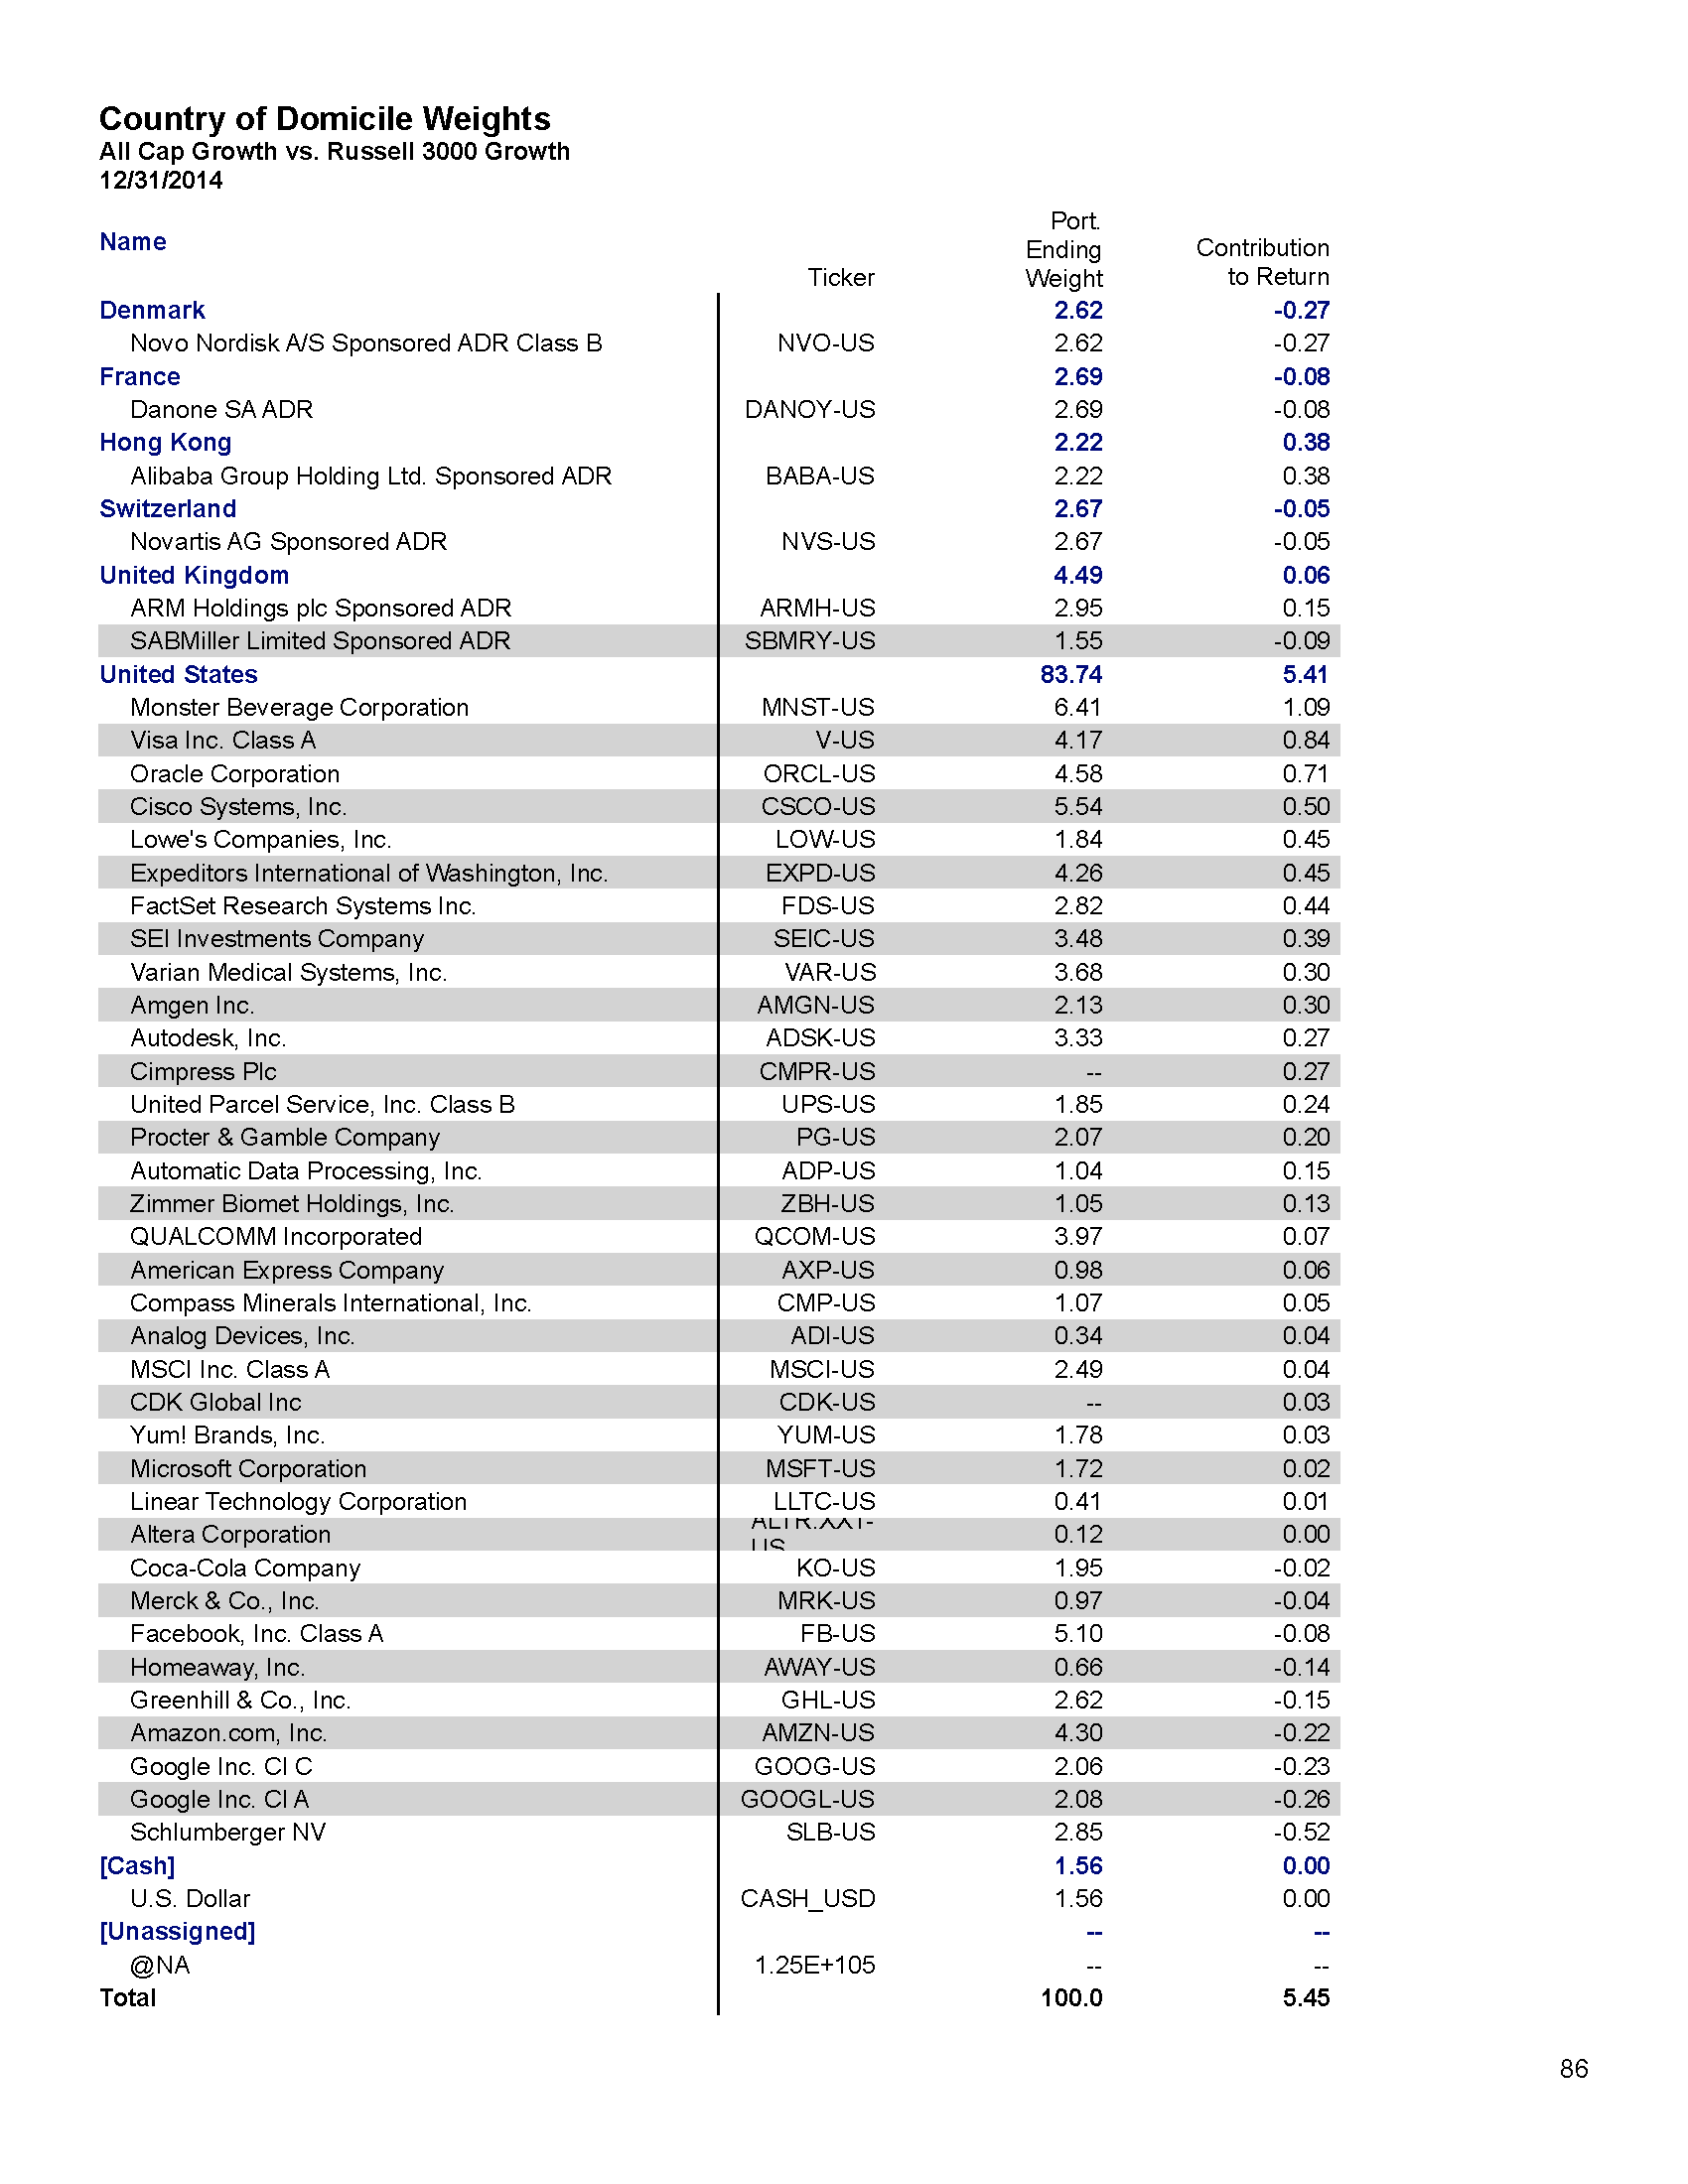 Country of Domicile Weights
All Cap Growth vs. Russell 3000 Growth
12/31/2014
Name Ticker Port. Ending Weight Contribution to Return
Denmark 2.62 -0.27
Novo Nordisk A/S Sponsored ADR Class B NVO-US 2.62 -0.27
France 2.69 -0.08
Danone SA ADR DANOY-US 2.69 -0.08
Hong Kong 2.22 0.38
Alibaba Group Holding Ltd. Sponsored ADR BABA-US 2.22 0.38
Switzerland 2.67 -0.05
Novartis AG Sponsored ADR NVS-US 2.67 -0.05
United Kingdom 4.49 0.06
ARM Holdings plc Sponsored ADR ARMH-US 2.95 0.15
SABMiller Limited Sponsored ADR SBMRY-US 1.55 -0.09
United States 83.74 5.41
Monster Beverage Corporation MNST-US 6.41 1.09
Visa Inc. Class A V-US 4.17 0.84
Oracle Corporation ORCL-US 4.58 0.71
Cisco Systems, Inc. CSCO-US 5.54 0.50
Lowe's Companies, Inc. LOW-US 1.84 0.45
Expeditors International of Washington, Inc. EXPD-US 4.26 0.45
FactSet Research Systems Inc. FDS-US 2.82 0.44
SEI Investments Company SEIC-US 3.48 0.39
Varian Medical Systems, Inc. VAR-US 3.68 0.30
Amgen Inc. AMGN-US 2.13 0.30
Autodesk, Inc. ADSK-US 3.33 0.27
Cimpress Plc CMPR-US -- 0.27
United Parcel Service, Inc. Class B UPS-US 1.85 0.24
Procter & Gamble Company PG-US 2.07 0.20
Automatic Data Processing, Inc. ADP-US 1.04 0.15
Zimmer Biomet Holdings, Inc. ZBH-US 1.05 0.13
QUALCOMM Incorporated QCOM-US 3.97 0.07
American Express Company AXP-US 0.98 0.06
Compass Minerals International, Inc. CMP-US 1.07 0.05
Analog Devices, Inc. ADI-US 0.34 0.04
MSCI Inc. Class A MSCI-US 2.49 0.04
CDK Global Inc CDK-US -- 0.03
Yum! Brands, Inc. YUM-US 1.78 0.03
Microsoft Corporation MSFT-US 1.72 0.02
Linear Technology Corporation LLTC-US 0.41 0.01
Altera Corporation 0.12 0.00
Coca-Cola Company KO-US 1.95 -0.02
Merck & Co., Inc. MRK-US 0.97 -0.04
Facebook, Inc. Class A FB-US 5.10 -0.08
Homeaway, Inc. AWAY-US 0.66 -0.14
Greenhill & Co., Inc. GHL-US 2.62 -0.15
Amazon.com, Inc. AMZN-US 4.30 -0.22
Google Inc. Cl C GOOG-US 2.06 -0.23
Google Inc. Cl A GOOGL-US 2.08 -0.26
Schlumberger NV SLB-US 2.85 -0.52
[Cash] 1.56 0.00
U.S. Dollar CASH_USD 1.56 0.00
[Unassigned] -- --
@NA 1.25E+105 -- --
Total 100.0 5.45
86